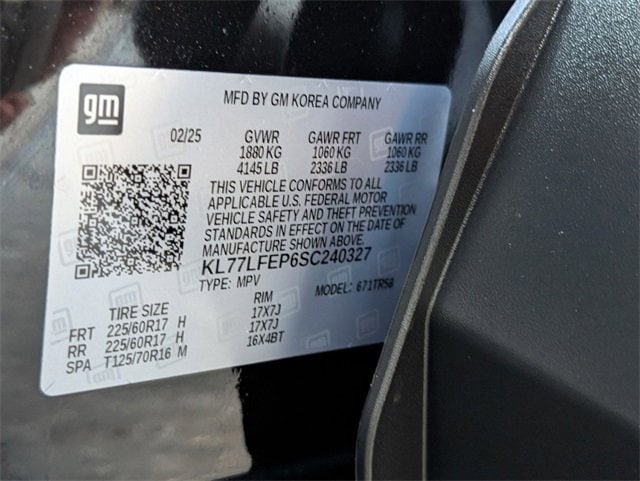 gm
MFD BY GM KOREA COMPANY
02/25 GVWR GAWR FRT GAWR RR
1880 KG 1060 KG 1060 KG
4145 LB 2336 LB 2336 LB
THIS VEHICLE CONFORMS TO ALL
APPLICABLE U.S. FEDERAL MOTOR
VEHICLE SAFETY AND THEFT PREVENTION
STANDARDS IN EFFECT ON THE DATE OF
MANUFACTURE SHOWN ABOVE.
KL77LFEP6SC240327
TYPE: MPV MODEL: 671TR58
TIRE SIZE RIM
FRT 225/60R17 H 17X7J
RR 225/60R17 H 17X7J
SPA T125/70R16 M 16X4BT